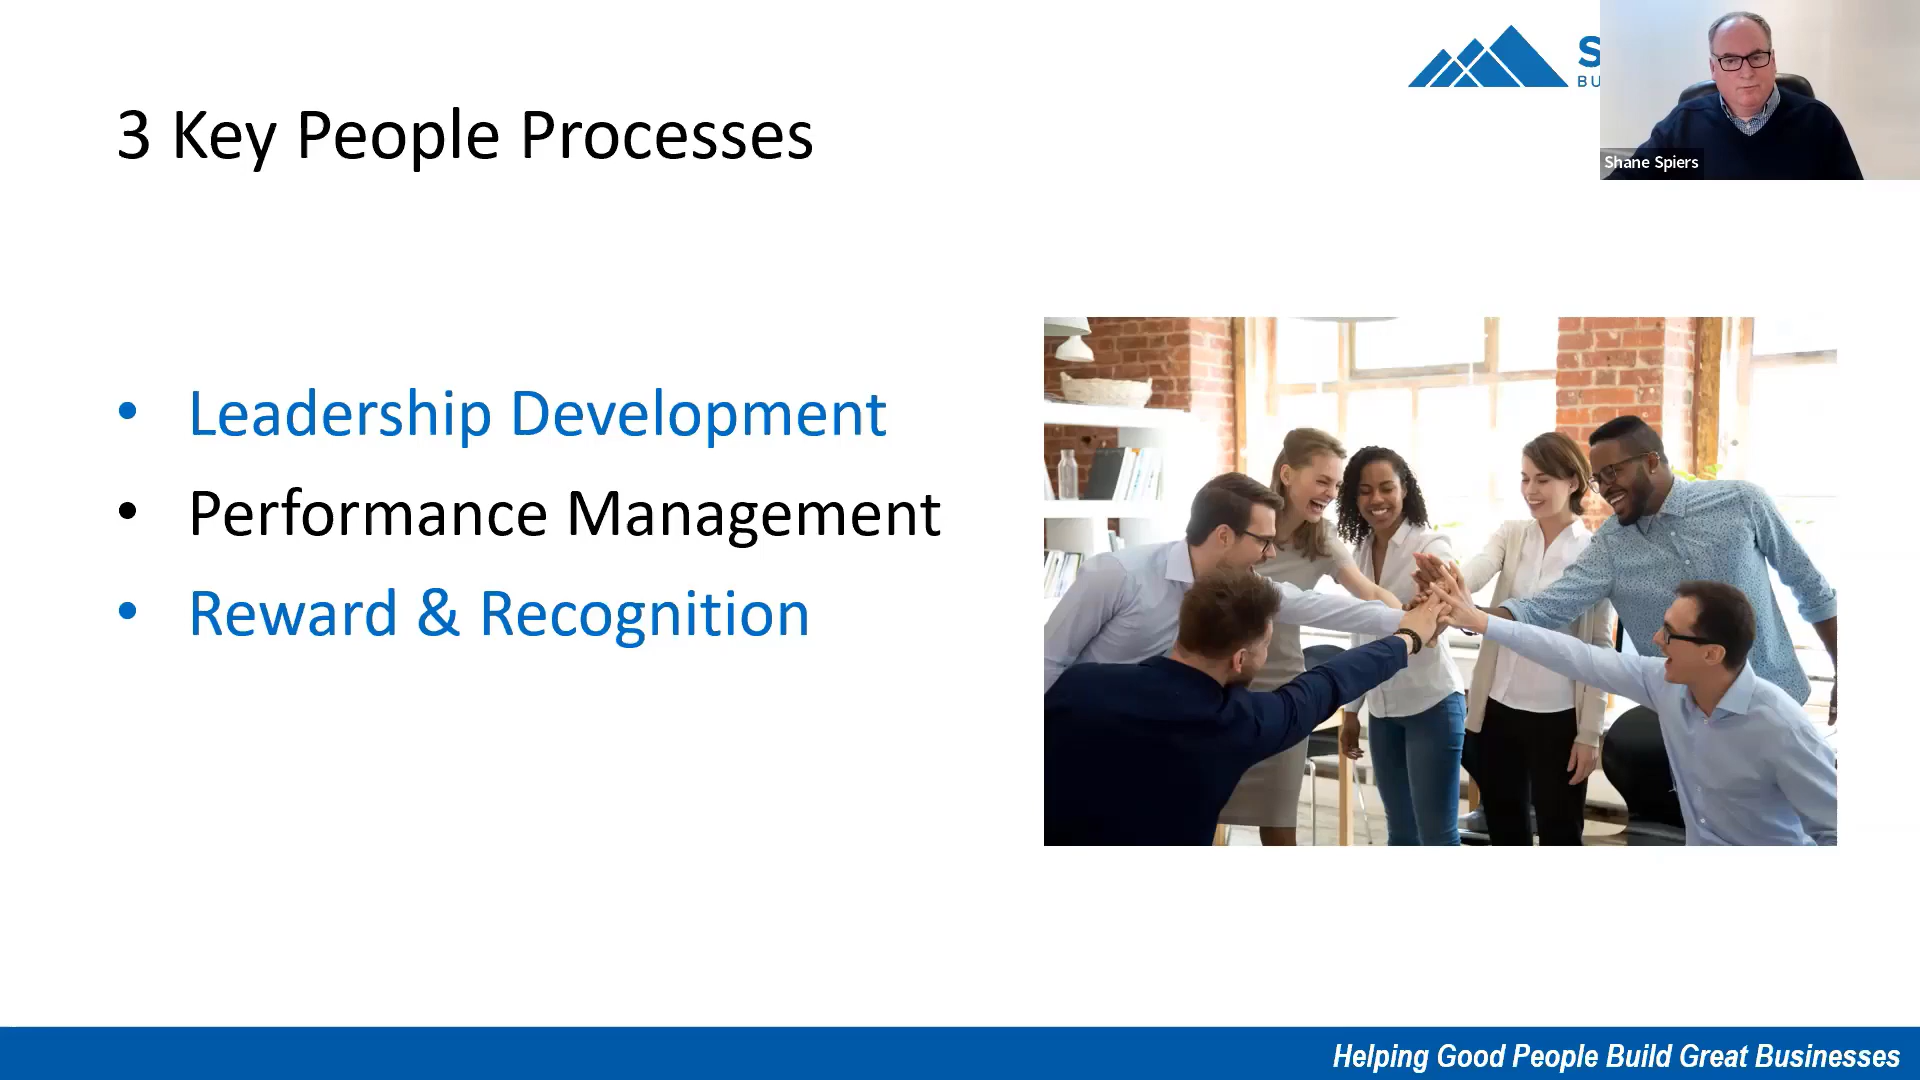 3 Key People Processes
Shane Spiers
• Leadership Development
• Performance Management
• Reward & Recognition
Helping Good People Build Great Businesses